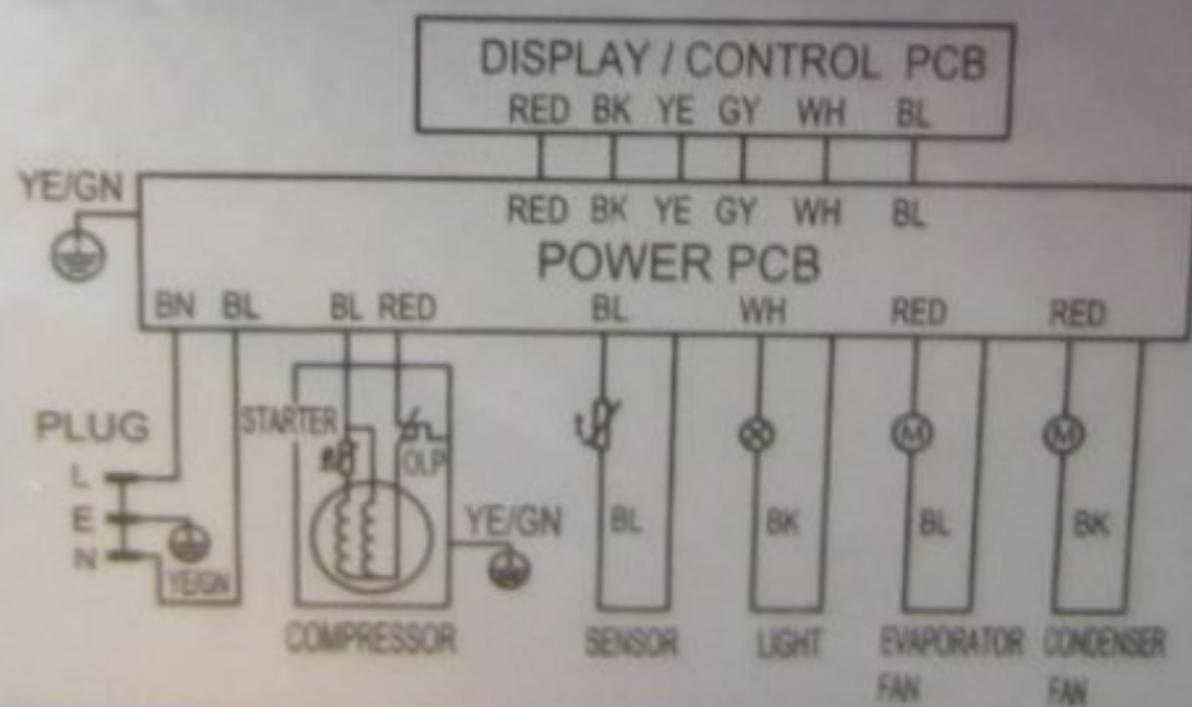 DISPLAY / CONTROL PCB
RED BK YE GY WH BL
YE/GN
RED BK YE GY WH BL
POWER PCB
BN BL BL RED BL WH RED RED
PLUG
STARTER
OLP
L
E
N
YE/GN
YE/GN
M
M
BL
BK
BL
BK
COMPRESSOR
SENSOR
LIGHT
EVAPORATOR FAN
CONDENSER FAN